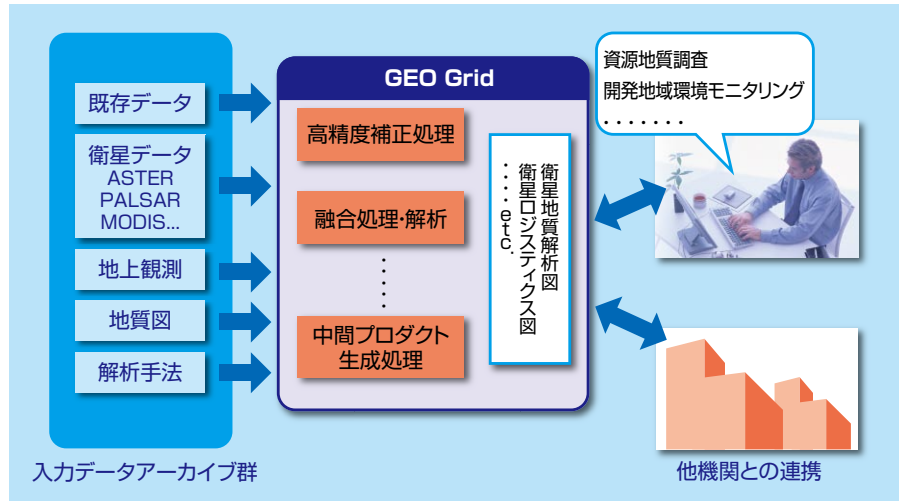 既存データ
衛星データ
ASTER
PALSAR
MODIS...
地上観測
地質図
解析手法
入力データアーカイブ群
GEO Grid
高精度補正処理
融合処理・解析
・・・・・
中間プロダクト
生成処理
衛星地質解析図
衛星ロジスティクス図
・・・・etc.
資源地質調査
開発地域環境モニタリング
・・・・・・・
他機関との連携